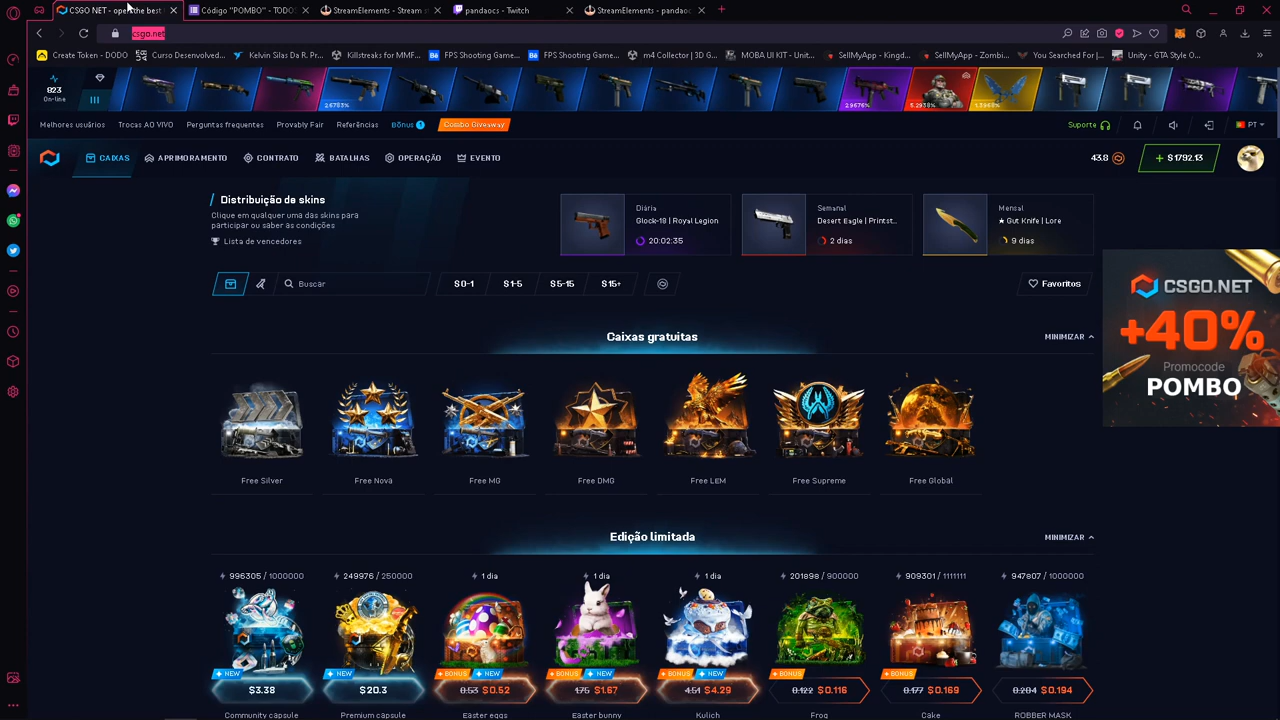 CSGO NET - open the best
Código "POMBO" - TODOS
StreamElements - Stream s
pandaocs - Twitch
StreamElements - pandaoc
csgo.net
Create Token - DODO
Curso Desenvolved...
Kelvin Silas Da R. Pr...
Killstreaks for MMF...
FPS Shooting Game...
FPS Shooting Game...
m4 Collector | 3D G...
MOBA UI KIT - Unit...
SellMyApp - Kingd...
SellMyApp - Zombi...
You Searched For |...
Unity - GTA Style O...
823
On-line
2.6783%
2.9676%
5.2938%
1.3968%
Melhores usuários
Trocas AO VIVO
Perguntas frequentes
Provably Fair
Referências
Bônus
Combo Giveaway
Suporte
PT
CAIXAS
APRIMORAMENTO
CONTRATO
BATALHAS
OPERAÇÃO
EVENTO
43.8
+ $1792.13
Distribuição de skins
Clique em qualquer uma das skins para
participar ou saber as condições
Lista de vencedores
Diária
Glock-18 | Royal Legion
20:02:35
Semanal
Desert Eagle | Printst...
2 dias
Mensal
★ Gut Knife | Lore
9 dias
Buscar
$0-1
$1-5
$5-15
$15+
Favoritos
CSGO.NET
+40%
Promocode
POMBO
Caixas gratuitas
MINIMIZAR
Free Silver
Free Nova
Free MG
Free DMG
Free LEM
Free Supreme
Free Global
Edição limitada
MINIMIZAR
996305 / 1000000
249976 / 250000
1 dia
1 dia
1 dia
201898 / 900000
909301 / 1111111
947807 / 1000000
NEW
NEW
BONUS NEW
BONUS NEW
BONUS
BONUS
BONUS
$3.38
$20.3
0.53 $0.52
1.75 $1.67
4.51 $4.29
0.122 $0.116
0.177 $0.169
0.204 $0.194
Community capsule
Premium capsule
Easter eggs
Easter bunny
Kulich
Frog
Cake
ROBBER MASK